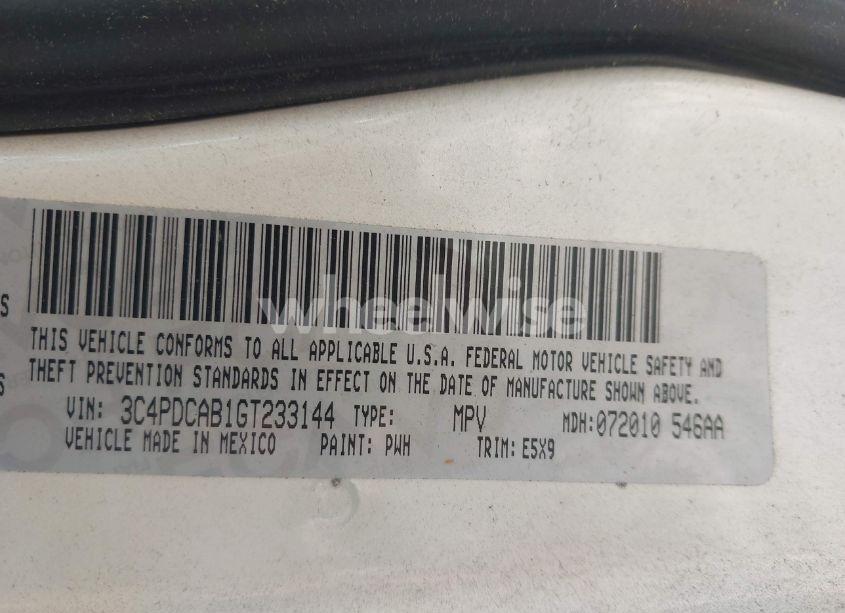 wheelwise
S
THIS VEHICLE CONFORMS TO ALL APPLICABLE U.S.A. FEDERAL MOTOR VEHICLE SAFETY AND
S
THEFT PREVENTION STANDARDS IN EFFECT ON THE DATE OF MANUFACTURE SHOWN ABOVE.
VIN: 3C4PDCAB1GT233144 TYPE: MPV MDH:072010 546AA
VEHICLE MADE IN MEXICO PAINT: PWH TRIM: E5X9